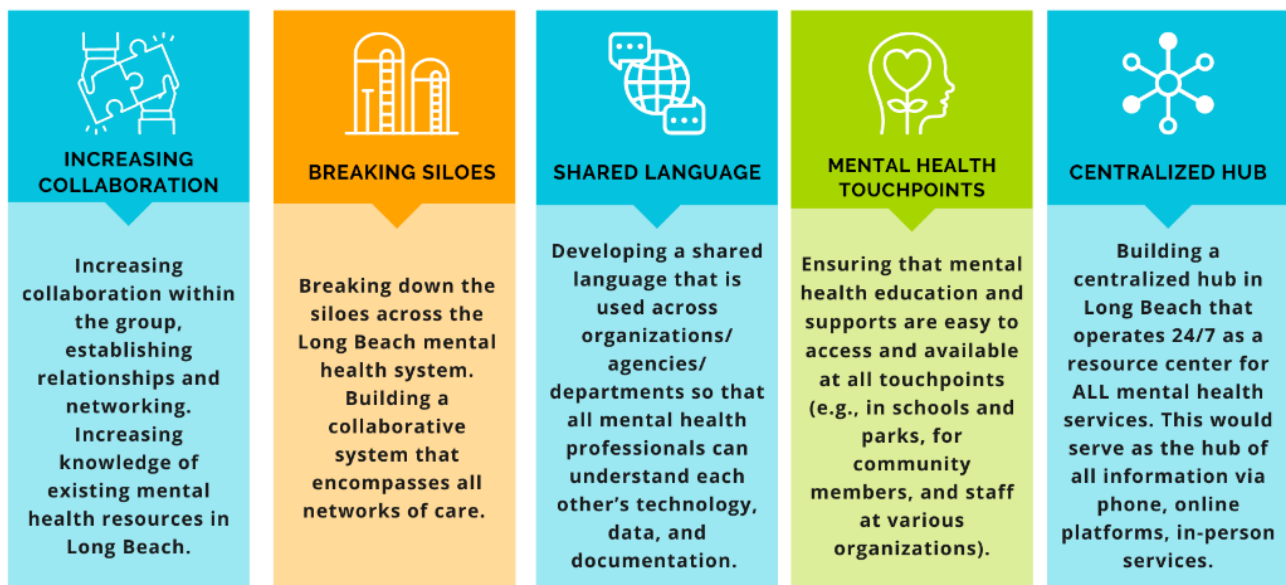 INCREASING
COLLABORATION
Increasing
collaboration within
the group,
establishing
relationships and
networking.
Increasing
knowledge of
existing mental
health resources in
Long Beach.
BREAKING SILOES
Breaking down the
siloes across the
Long Beach mental
health system.
Building a
collaborative
system that
encompasses all
networks of care.
SHARED LANGUAGE
Developing a shared
language that is
used across
organizations/
agencies/
departments so that
all mental health
professionals can
understand each
other's technology,
data, and
documentation.
MENTAL HEALTH
TOUCHPOINTS
Ensuring that mental
health education and
supports are easy to
access and available
at all touchpoints
(e.g., in schools and
parks, for
community
members, and staff
at various
organizations).
CENTRALIZED HUB
Building a
centralized hub in
Long Beach that
operates 24/7 as a
resource center for
ALL mental health
services. This would
serve as the hub of
all information via
phone, online
platforms, in-person
services.